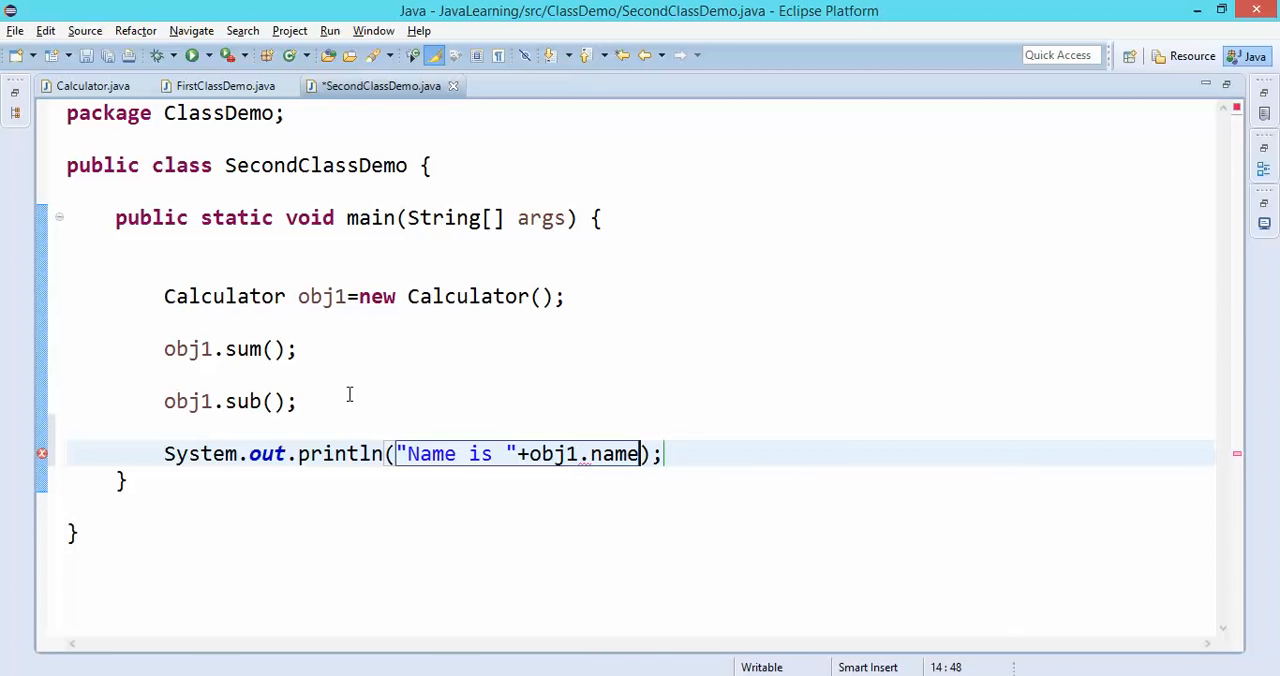 Java - JavaLearning/src/ClassDemo/SecondClassDemo.java - Eclipse Platform
File Edit Source Refactor Navigate Search Project Run Window Help
Quick Access Resource Java
Calculator.java FirstClassDemo.java *SecondClassDemo.java
package ClassDemo;
public class SecondClassDemo {
public static void main(String[] args) {
Calculator obj1=new Calculator();
obj1.sum();
obj1.sub();
System.out.println("Name is "+obj1.name);
}
}
Writable Smart Insert 14 : 48